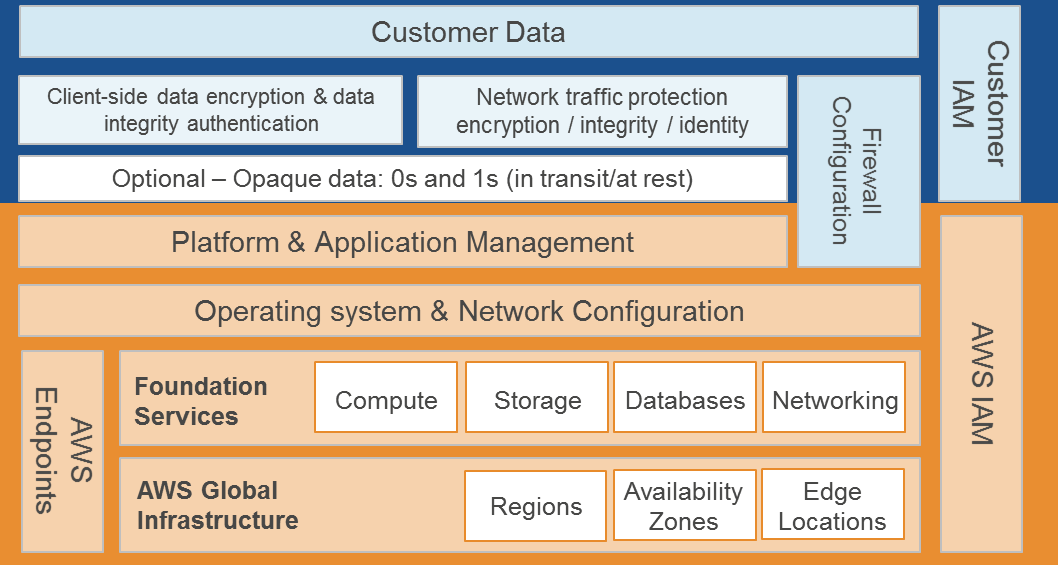 Customer Data
Customer
IAM
Client-side data encryption & data
integrity authentication
Network traffic protection
encryption / integrity / identity
Firewall
Configuration
Optional – Opaque data: 0s and 1s (in transit/at rest)
Platform & Application Management
Operating system & Network Configuration
AWS IAM
AWS
Endpoints
Foundation
Services
Compute
Storage
Databases
Networking
AWS Global
Infrastructure
Regions
Availability
Zones
Edge
Locations